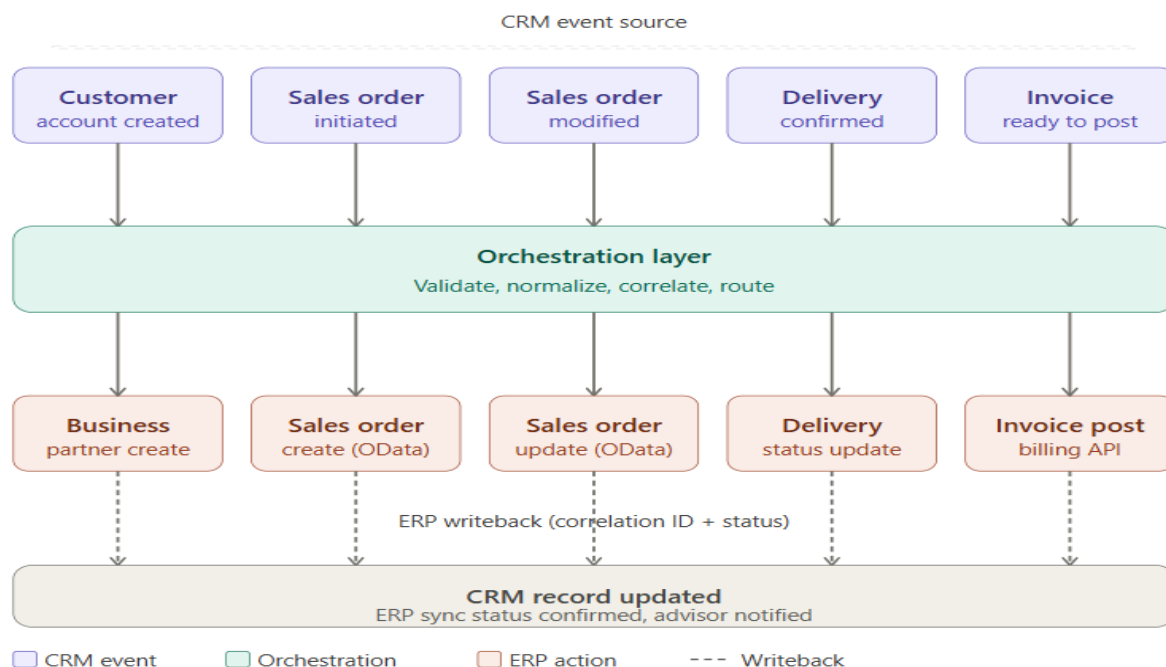 CRM event source
Customer
account created
Sales order
initiated
Sales order
modified
Delivery
confirmed
Invoice
ready to post
Orchestration layer
Validate, normalize, correlate, route
Business
partner create
Sales order
create (OData)
Sales order
update (OData)
Delivery
status update
Invoice post
billing API
ERP writeback (correlation ID + status)
CRM record updated
ERP sync status confirmed, advisor notified
CRM event
Orchestration
ERP action
Writeback